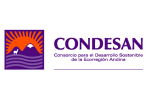 CONDESAN
Consorcio para el Desarrollo Sostenible
de la Ecorregión Andina